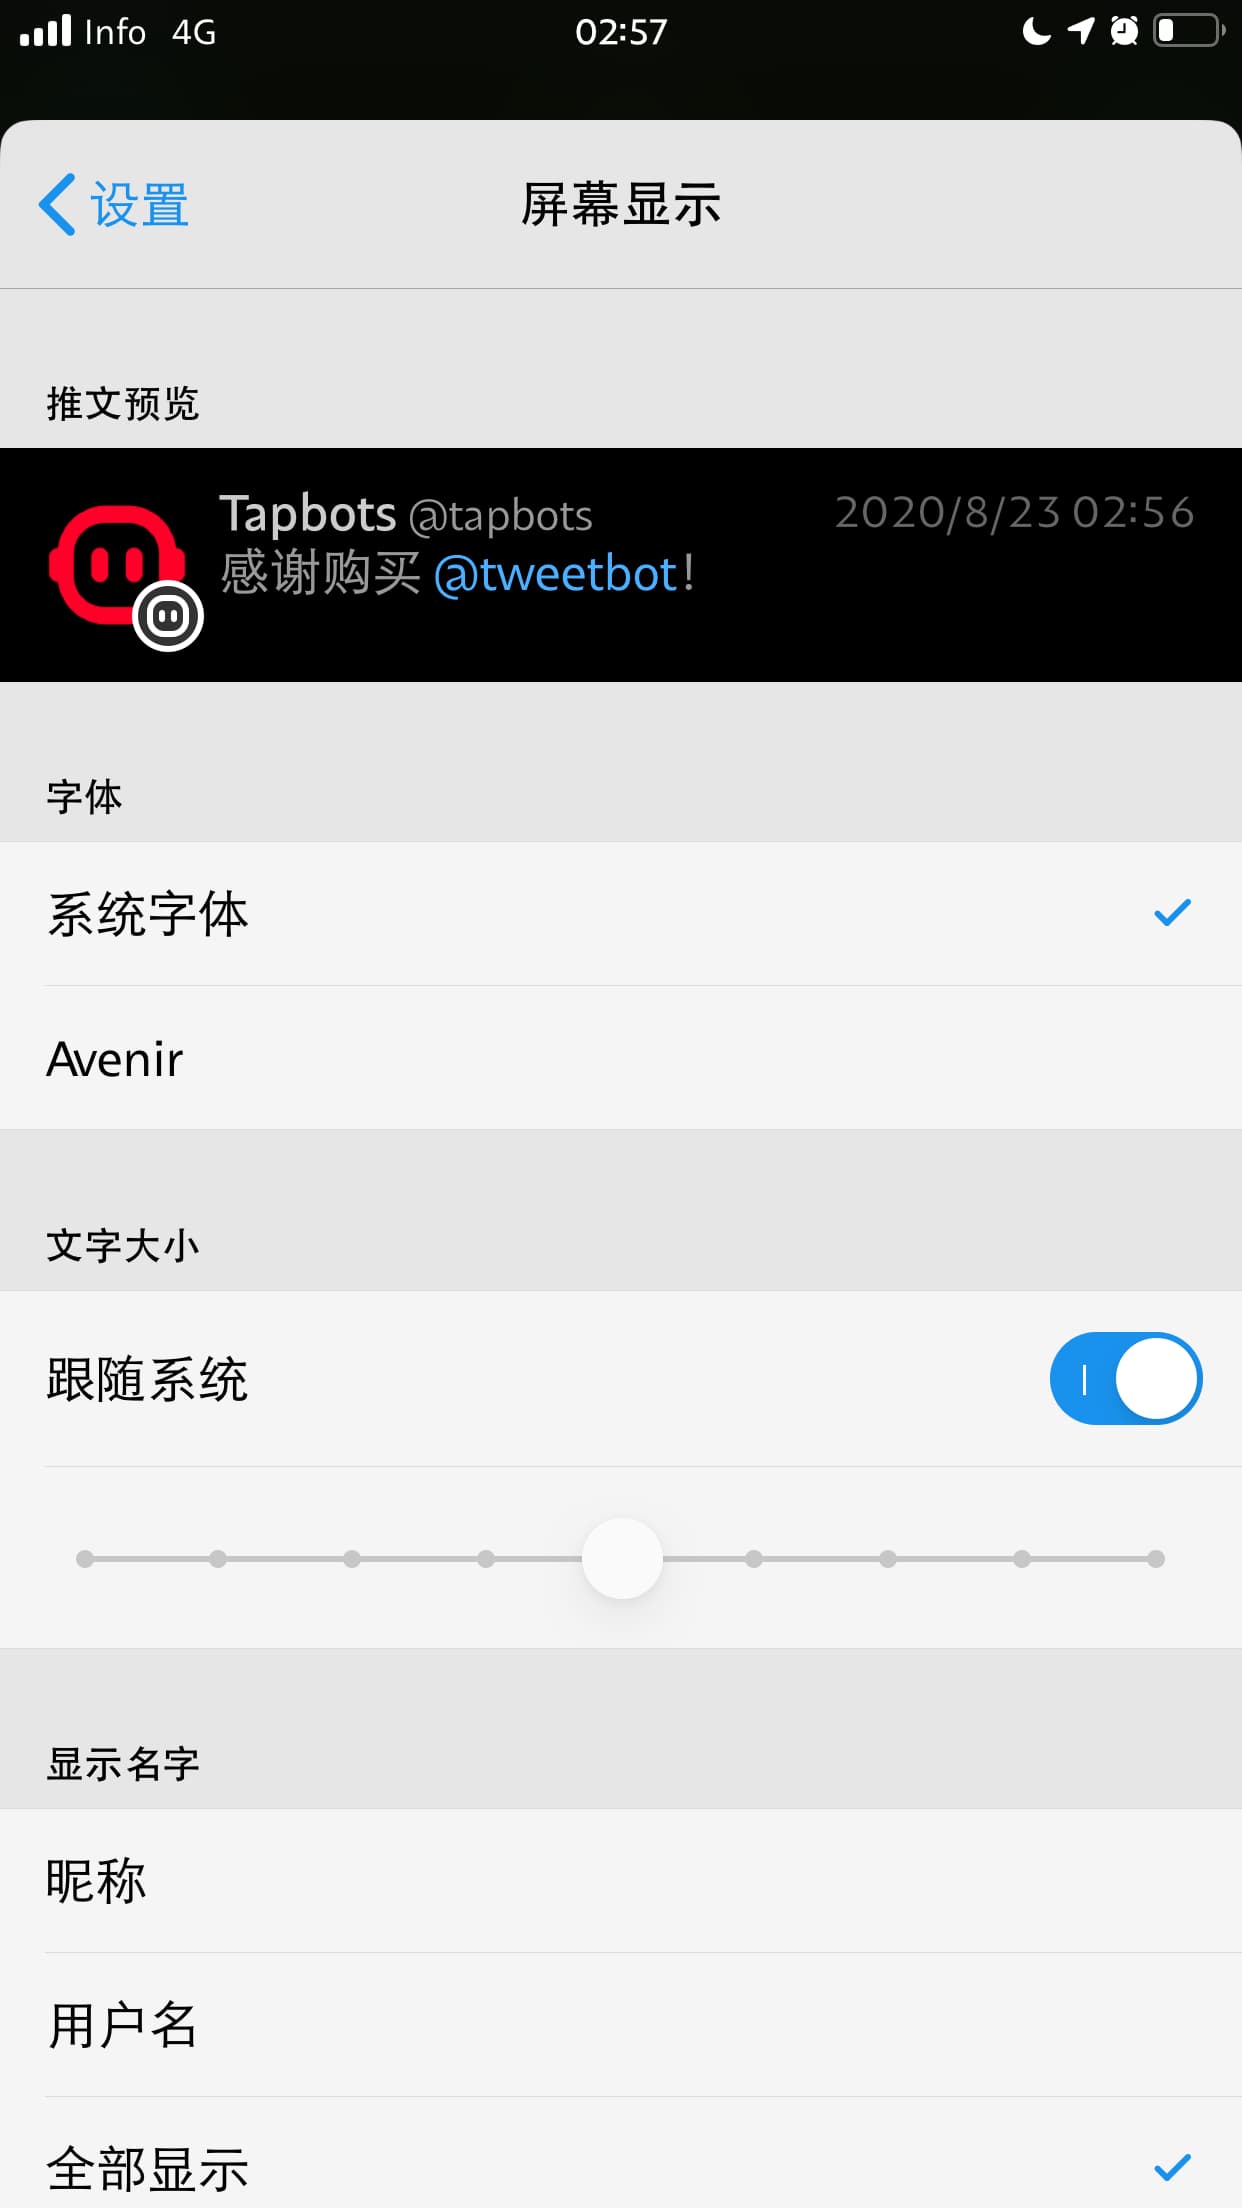 Info 4G 02:57
设置 屏幕显示
推文预览
Tapbots @tapbots 2020/8/23 02:56
感谢购买 @tweetbot!
字体
系统字体
Avenir
文字大小
跟随系统
显示名字
昵称
用户名
全部显示